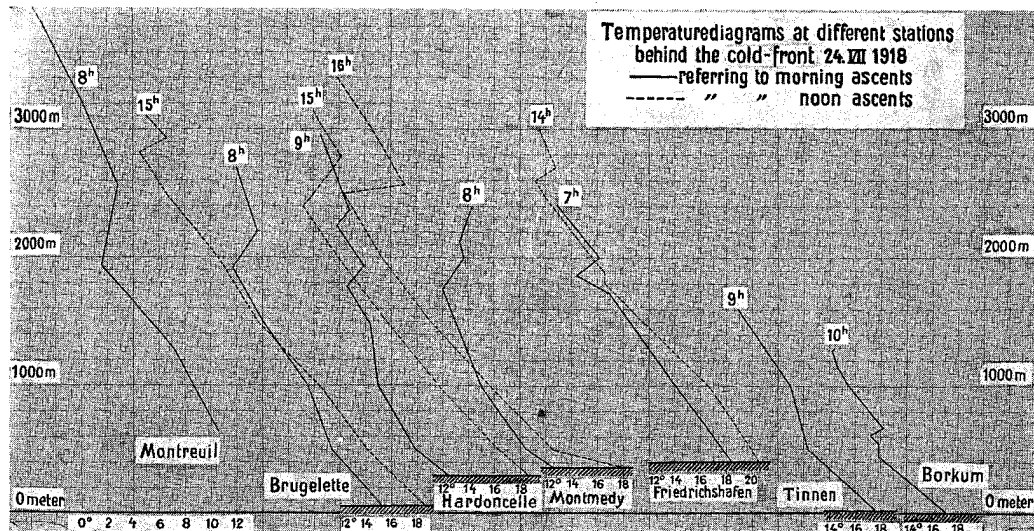 Temperaturediagrams at different stations
behind the cold-front 24. VII 1918
referring to morning ascents
" " noon ascents
16ʰ
8ʰ
15ʰ
15ʰ
14ʰ
3000m
3000m
9ʰ
8ʰ
8ʰ
7ʰ
2000m
2000m
9ʰ
10ʰ
1000m
1000m
Montreuil
Brugelette
Hardoncelle
Montmedy
Friedrichshafen
Tinnen
Borkum
12° 14 16 18
12° 14 16 18
12° 14 16 18 20
0 meter
0 meter
0° 2 4 6 8 10 12
2° 14 16 18
14° 16 18
14° 16 18